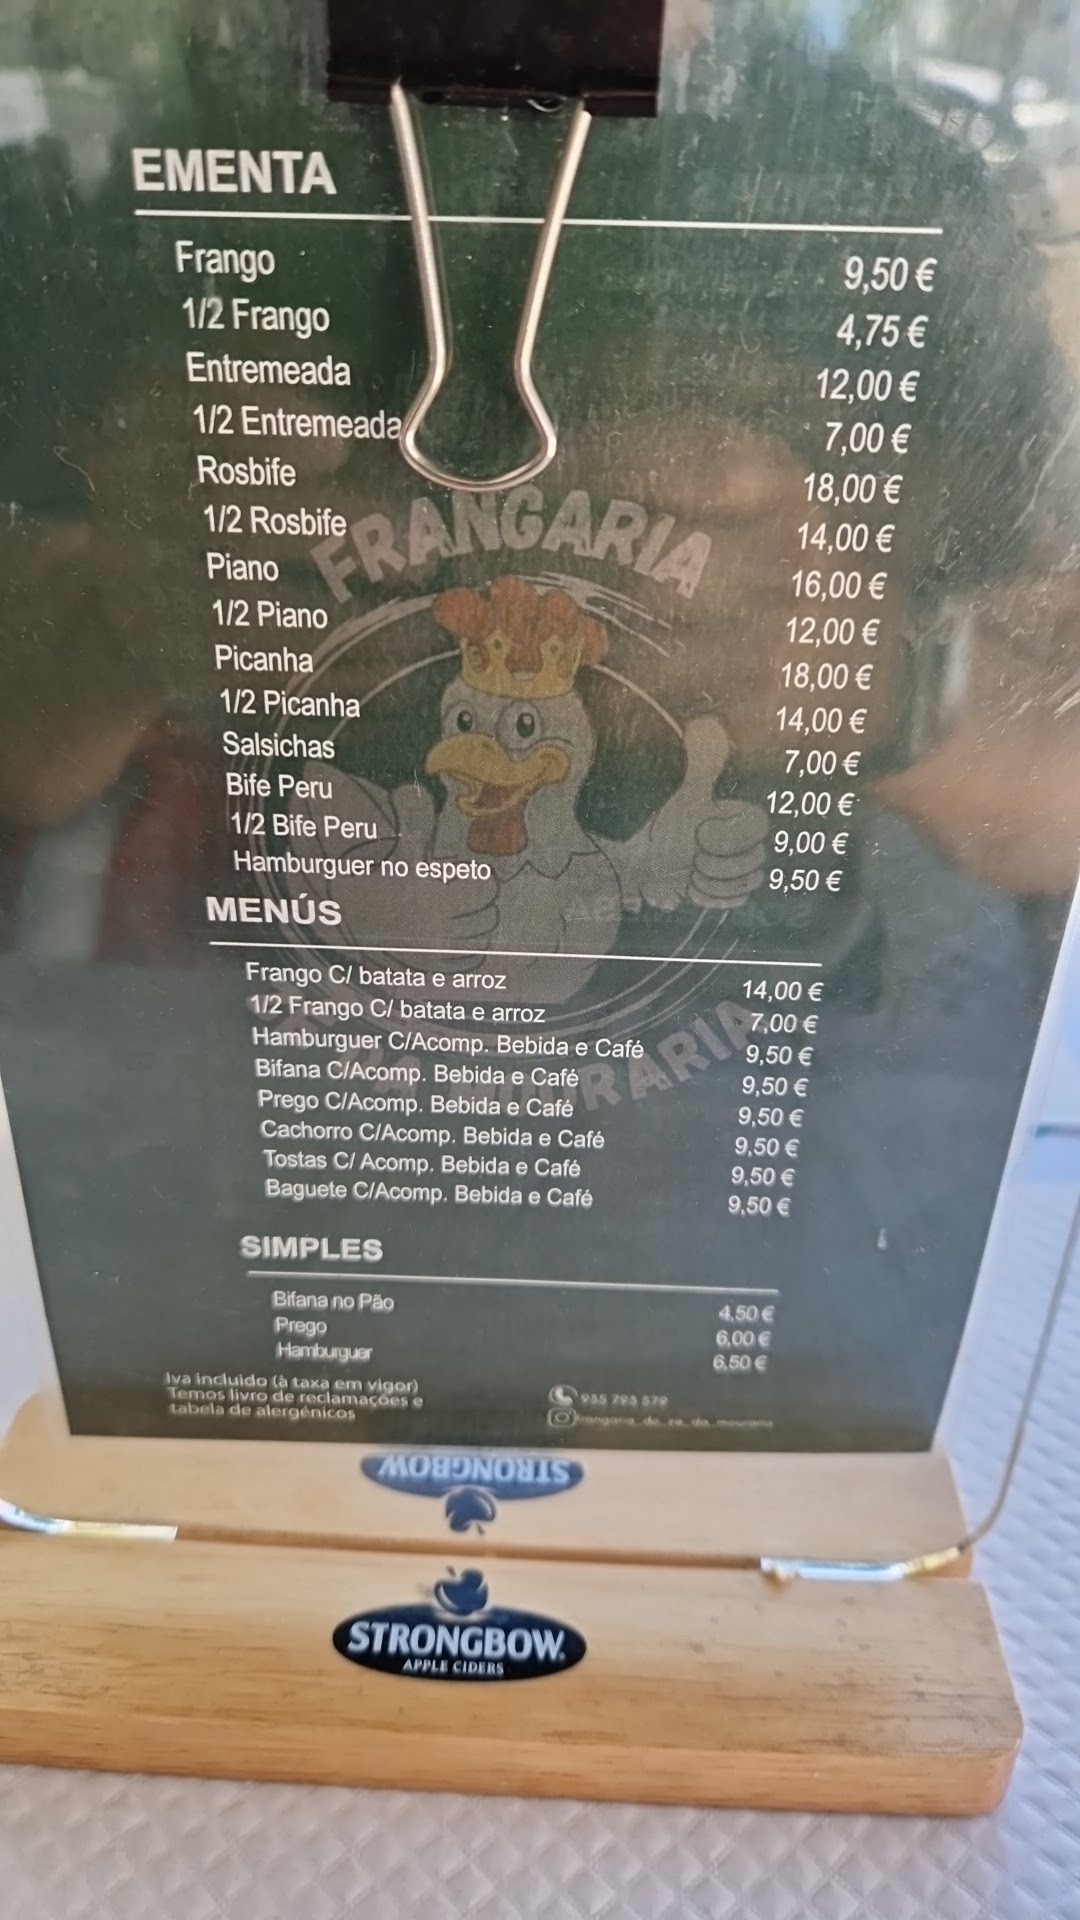 EMENTA
Frango 9,50 €
1/2 Frango 4,75 €
Entremeada 12,00 €
1/2 Entremeada 7,00 €
Rosbife 18,00 €
1/2 Rosbife 14,00 €
Piano 16,00 €
1/2 Piano 12,00 €
Picanha 18,00 €
1/2 Picanha 14,00 €
Salsichas 7,00 €
Bife Peru 12,00 €
1/2 Bife Peru 9,00 €
Hamburguer no espeto 9,50 €
FRANGARIA
MENÚS
Frango C/ batata e arroz 14,00 €
1/2 Frango C/ batata e arroz 7,00 €
Hamburguer C/Acomp. Bebida e Café 9,50 €
Bifana C/Acomp. Bebida e Café 9,50 €
Prego C/Acomp. Bebida e Café 9,50 €
Cachorro C/Acomp. Bebida e Café 9,50 €
Tostas C/ Acomp. Bebida e Café 9,50 €
Baguete C/Acomp. Bebida e Café 9,50 €
SIMPLES
Bifana no Pão 4,50 €
Prego 6,00 €
Hamburguer 6,50 €
Iva incluido (à taxa em vigor)
Temos livro de reclamações e
tabela de alergénicos
935 793 579
STRONGBOW
STRONGBOW
APPLE CIDERS